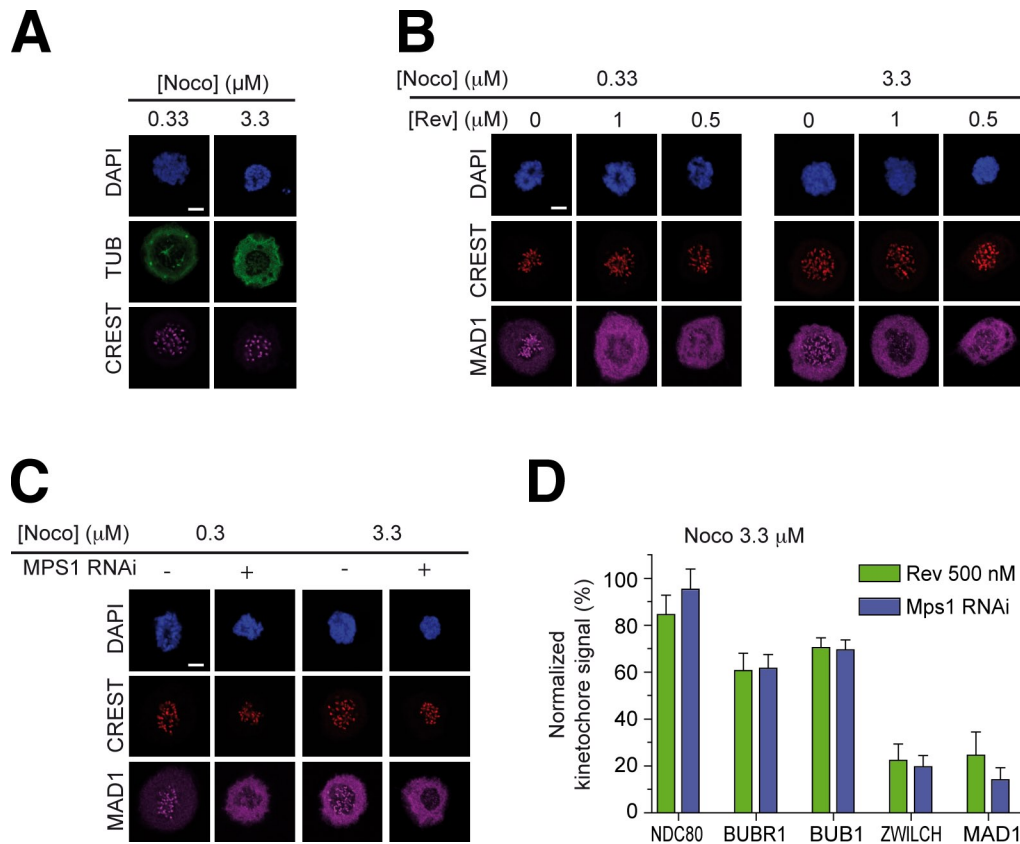 A
[Noco] (µM)
0.33 3.3
DAPI
TUB
CREST
B
[Noco] (µM) 0.33 3.3
[Rev] (µM) 0 1 0.5 0 1 0.5
DAPI
CREST
MAD1
C
[Noco] (µM) 0.3 3.3
MPS1 RNAi - + - +
DAPI
CREST
MAD1
D
Noco 3.3 µM
Rev 500 nM
Mps1 RNAi
Normalized
kinetochore signal (%)
100
80
60
40
20
0
NDC80 BUBR1 BUB1 ZWILCH MAD1